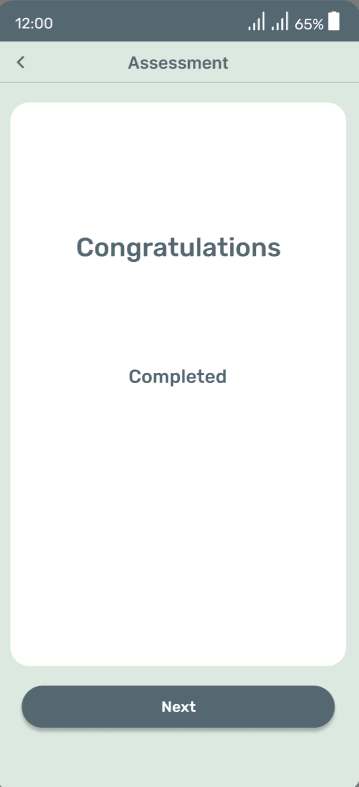 12:00 65%
Assessment
Congratulations
Completed
Next